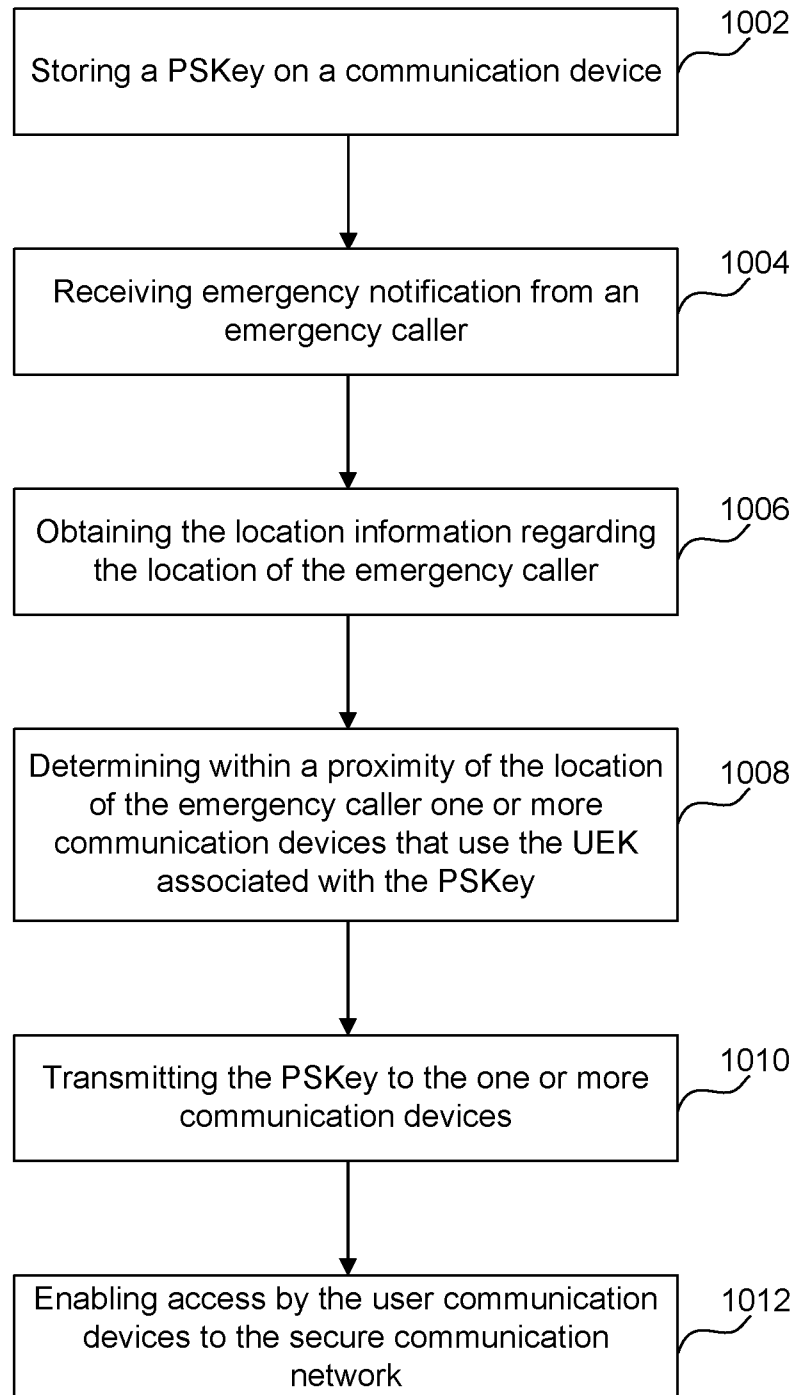 1002
Storing a PSKey on a communication device
1004
Receiving emergency notification from an
emergency caller
1006
Obtaining the location information regarding
the location of the emergency caller
1008
Determining within a proximity of the location
of the emergency caller one or more
communication devices that use the UEK
associated with the PSKey
1010
Transmitting the PSKey to the one or more
communication devices
1012
Enabling access by the user communication
devices to the secure communication
network